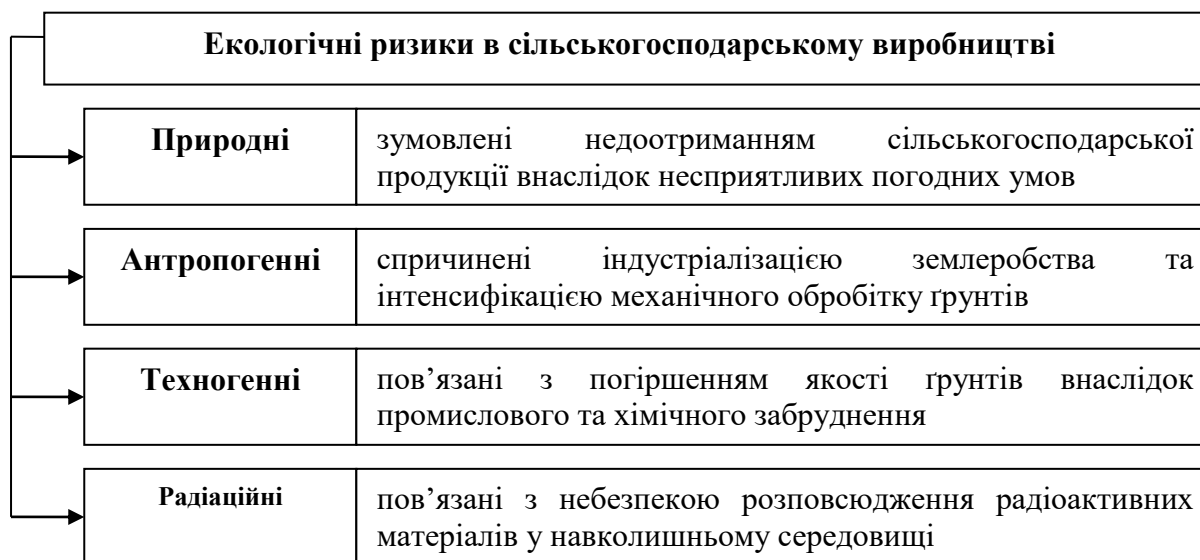 Екологічні ризики в сільськогосподарському виробництві
Природні
зумовлені недоотриманням сільськогосподарської
продукції внаслідок несприятливих погодних умов
Антропогенні
спричинені індустріалізацією землеробства та
інтенсифікацією механічного обробітку ґрунтів
Техногенні
пов’язані з погіршенням якості ґрунтів внаслідок
промислового та хімічного забруднення
Радіаційні
пов’язані з небезпекою розповсюдження радіоактивних
матеріалів у навколишньому середовищі